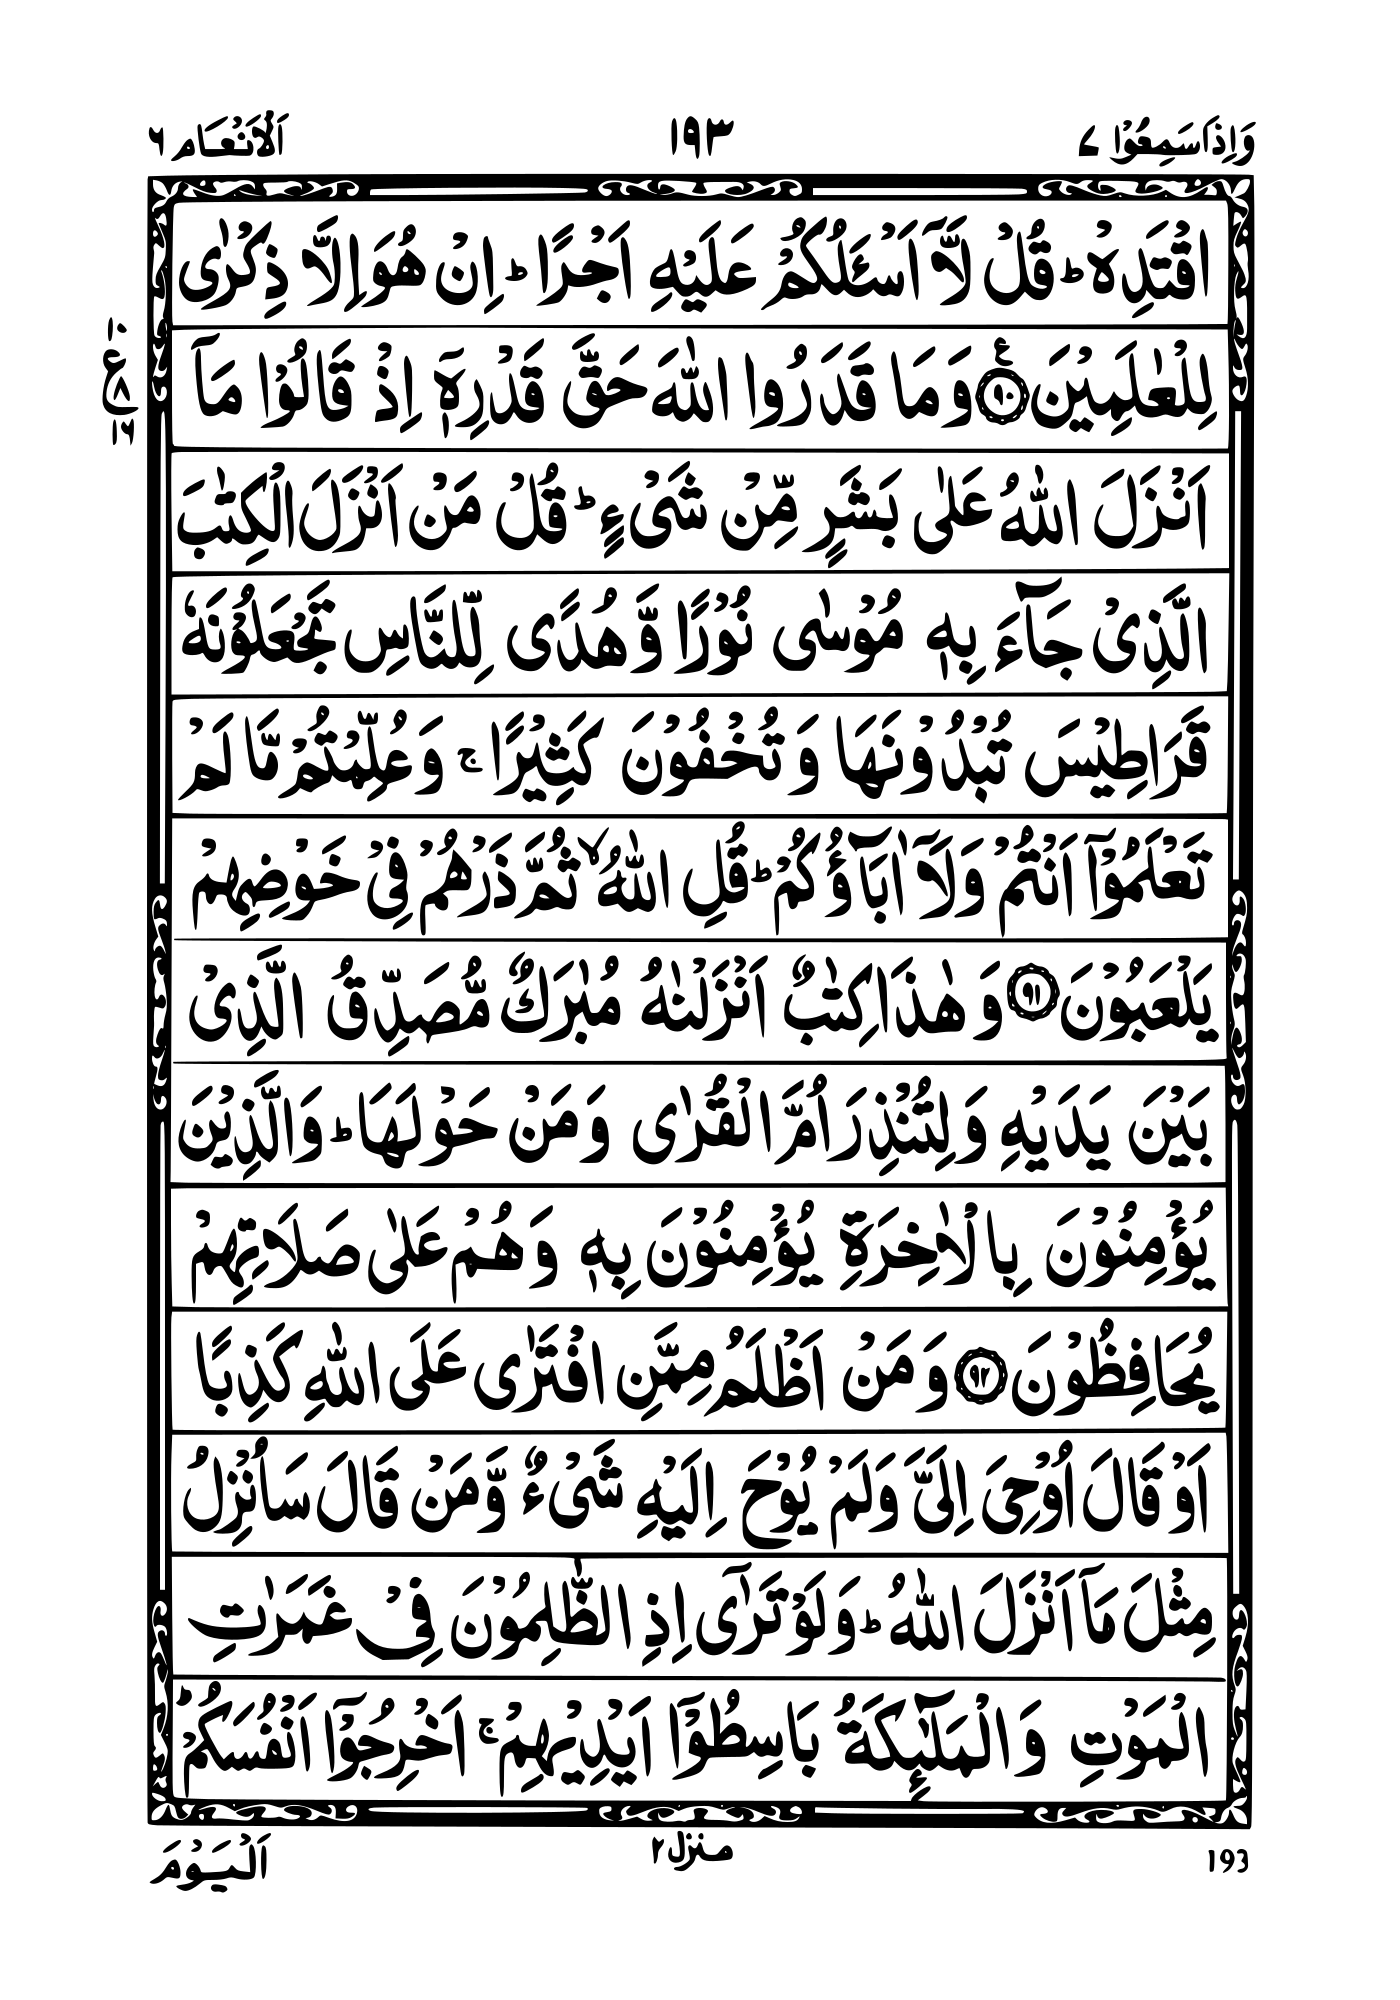 وَاِذَا سَمِعُوْا ٧
١٩٣
اَلْاَنْعَام ٦
اقْتَدِهْ ؕ قُلْ لَّاۤ اَسْـَٔلُكُمْ عَلَيْهِ اَجْرًا ؕ اِنْ هُوَ اِلَّا ذِكْرٰى
لِلْعٰلَمِيْنَ ۟ ﴿٩٠﴾ وَمَا قَدَرُوا اللّٰهَ حَقَّ قَدْرِهٖۤ اِذْ قَالُوْا مَاۤ
١٠
ع
٨
١٦
اَنْزَلَ اللّٰهُ عَلٰى بَشَرٍ مِّنْ شَیْءٍ ؕ قُلْ مَنْ اَنْزَلَ الْكِتٰبَ
الَّذِیْ جَآءَ بِهٖ مُوْسٰى نُوْرًا وَّ هُدًى لِّلنَّاسِ تَجْعَلُوْنَهٗ
قَرَاطِيْسَ تُبْدُوْنَهَا وَ تُخْفُوْنَ كَثِيْرًا ۚ وَ عُلِّمْتُمْ مَّا لَمْ
تَعْلَمُوْۤا اَنْتُمْ وَ لَاۤ اٰبَآؤُكُمْ ؕ قُلِ اللّٰهُ ۙ ثُمَّ ذَرْهُمْ فِیْ خَوْضِهِمْ
يَلْعَبُوْنَ ﴿٩١﴾ وَ هٰذَا كِتٰبٌ اَنْزَلْنٰهُ مُبٰرَكٌ مُّصَدِّقُ الَّذِیْ
بَيْنَ يَدَيْهِ وَ لِتُنْذِرَ اُمَّ الْقُرٰى وَ مَنْ حَوْلَهَا ؕ وَ الَّذِيْنَ
يُؤْمِنُوْنَ بِالْاٰخِرَةِ يُؤْمِنُوْنَ بِهٖ وَ هُمْ عَلٰى صَلَاتِهِمْ
يُحَافِظُوْنَ ﴿٩٢﴾ وَ مَنْ اَظْلَمُ مِمَّنِ افْتَرٰى عَلَى اللّٰهِ كَذِبًا
اَوْ قَالَ اُوْحِیَ اِلَیَّ وَ لَمْ يُوْحَ اِلَيْهِ شَیْءٌ وَّ مَنْ قَالَ سَاُنْزِلُ
مِثْلَ مَاۤ اَنْزَلَ اللّٰهُ ؕ وَ لَوْ تَرٰۤى اِذِ الظّٰلِمُوْنَ فِیْ غَمَرٰتِ
الْمَوْتِ وَ الْمَلٰٓئِكَةُ بَاسِطُوْۤا اَيْدِيْهِمْ ۚ اَخْرِجُوْۤا اَنْفُسَكُمْ ؕ
193
منزل ٢
اَلْيَوْمَ